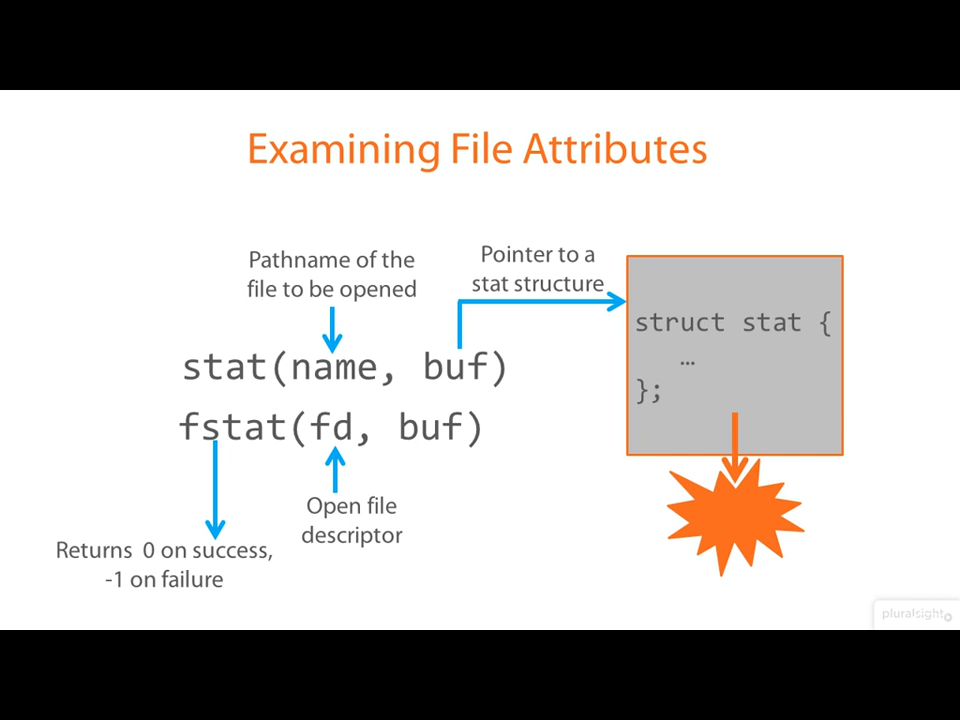 Examining File Attributes
Pathname of the
file to be opened
Pointer to a
stat structure
struct stat {
…
};
stat(name, buf)
fstat(fd, buf)
Open file
descriptor
Returns 0 on success,
-1 on failure
pluralsight